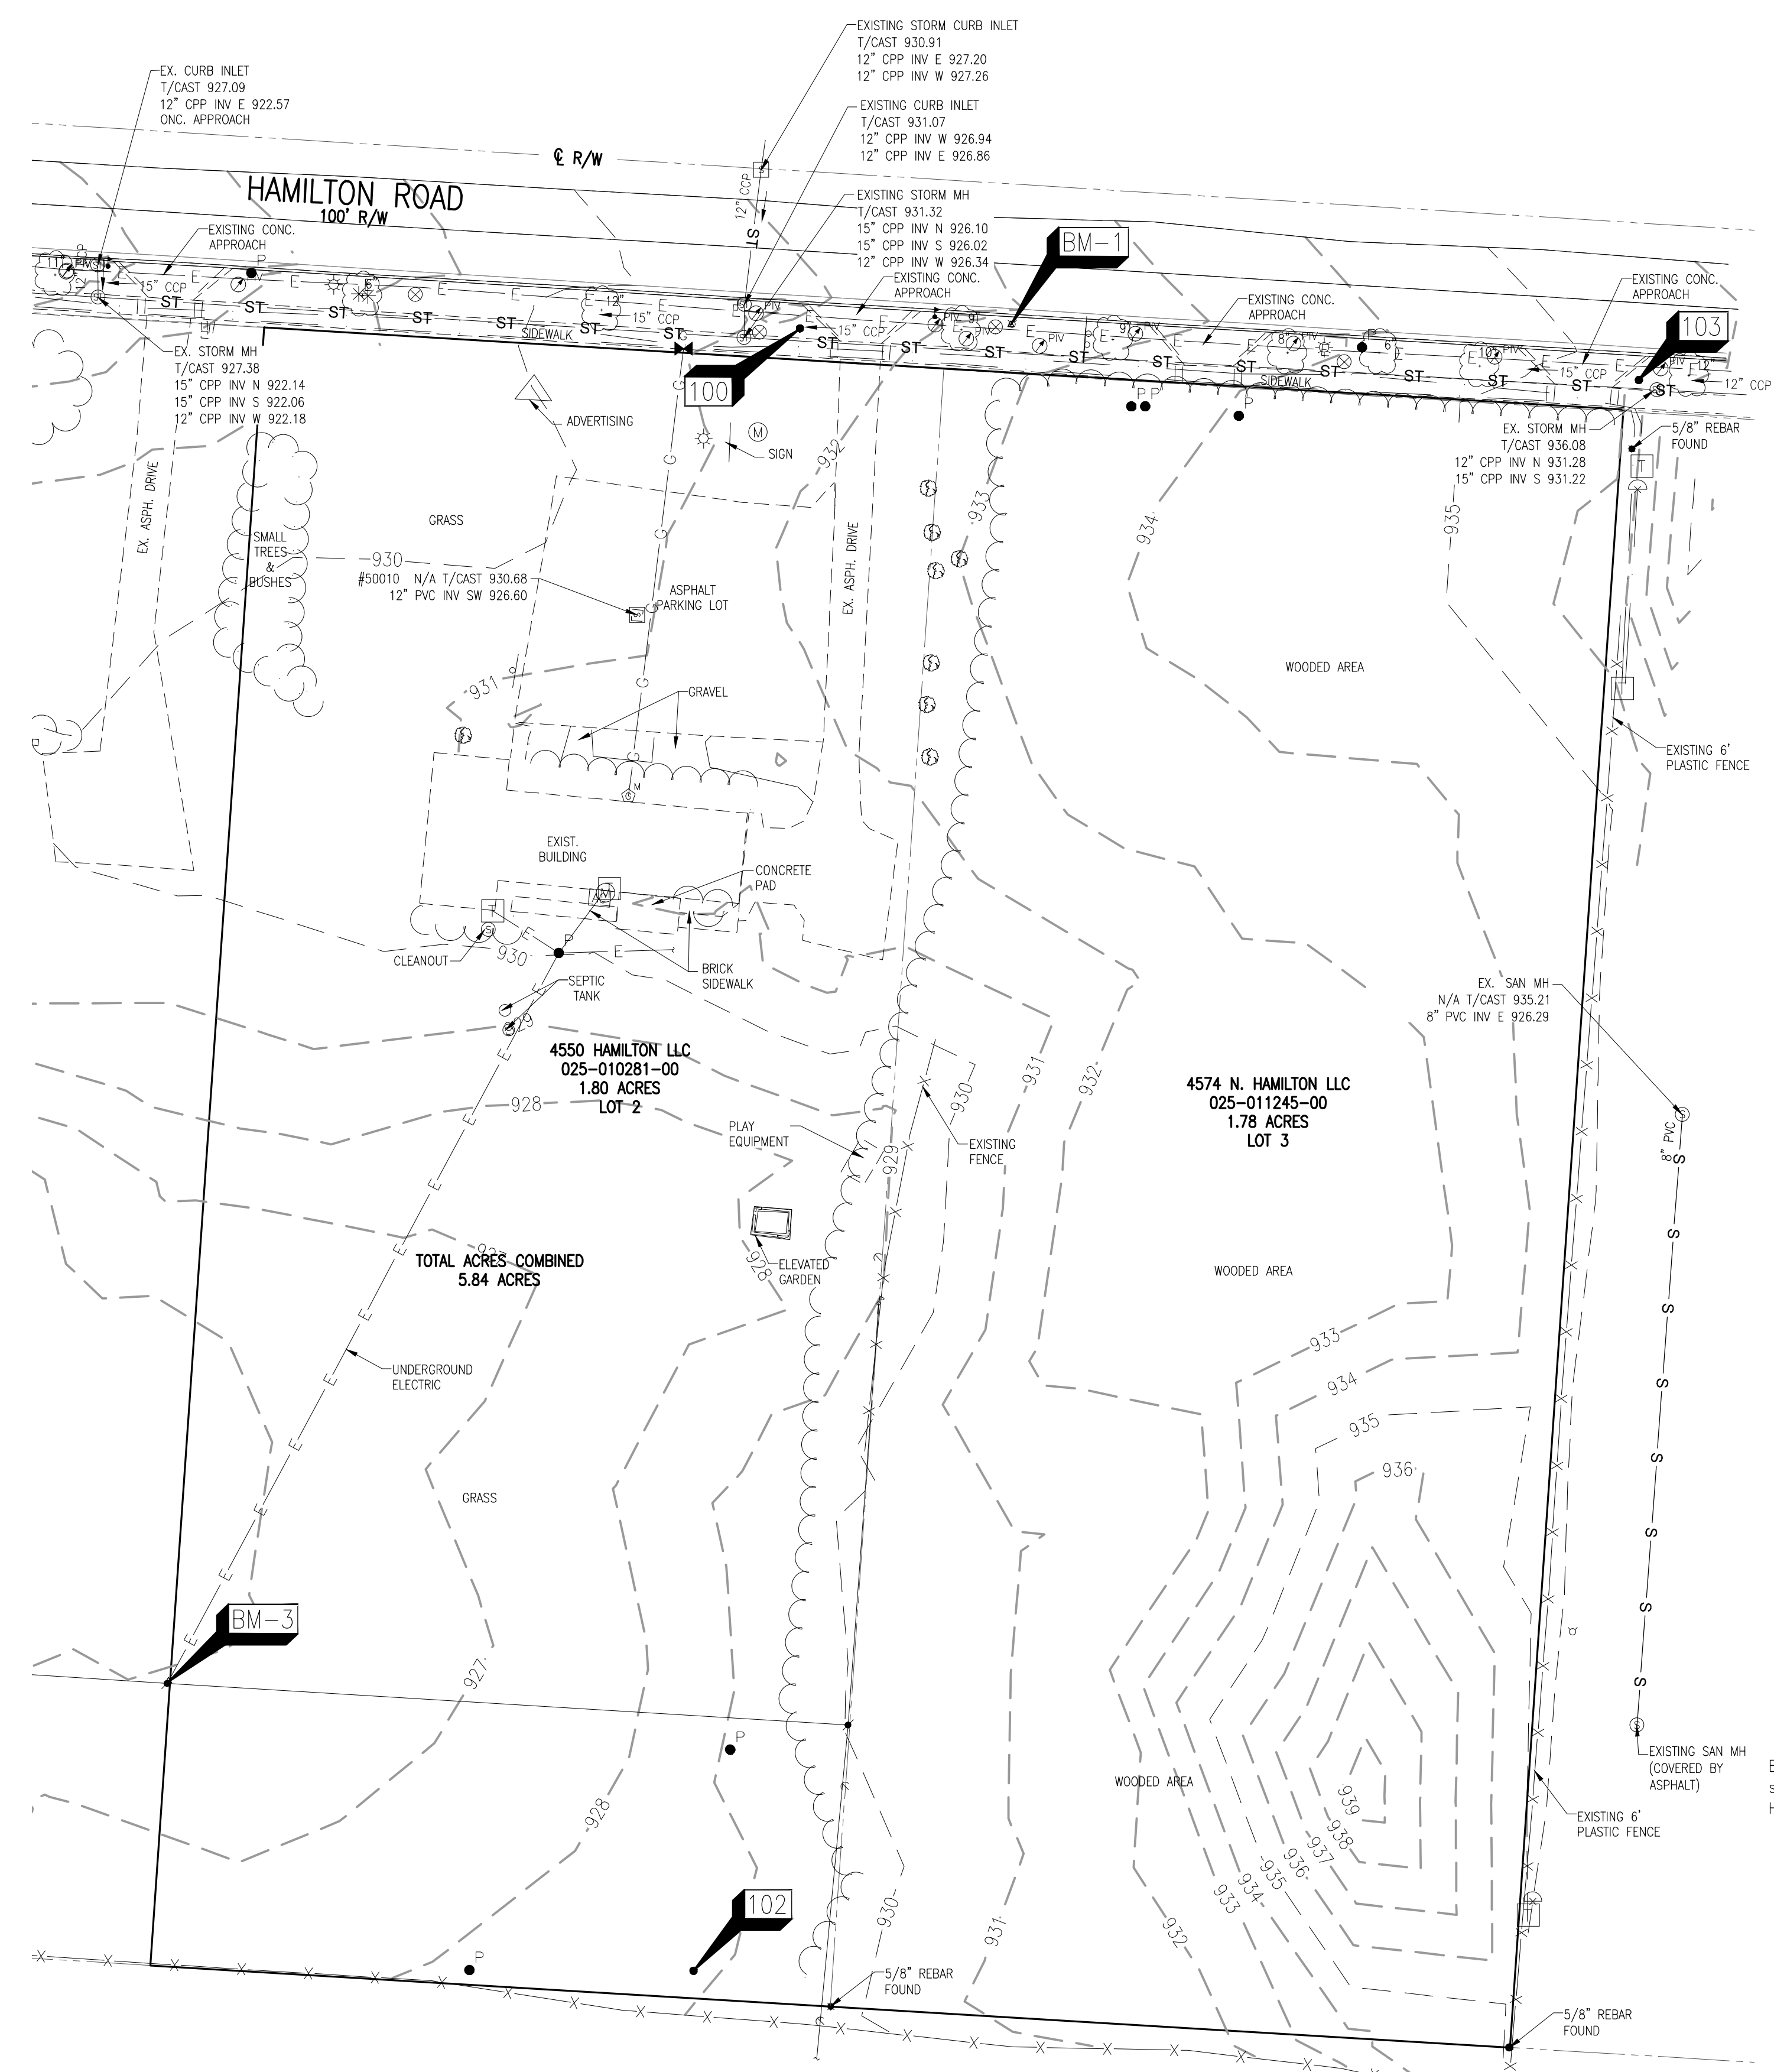 EXISTING STORM CURB INLET
T/CAST 930.91
12" CPP INV E 927.20
12" CPP INV W 927.26
EX. CURB INLET
T/CAST 927.09
12" CPP INV E 922.57
ONC. APPROACH
EXISTING CURB INLET
T/CAST 931.07
12" CPP INV W 926.94
12" CPP INV E 926.86
℄ R/W
HAMILTON ROAD
100' R/W
12" CCP
ST
EXISTING STORM MH
T/CAST 931.32
15" CPP INV N 926.10
15" CPP INV S 926.02
12" CPP INV W 926.34
BM-1
EXISTING CONC.
APPROACH
EXISTING CONC.
APPROACH
EXISTING CONC.
APPROACH
EXISTING CONC.
APPROACH
103
15" CCP
15" CCP
15" CCP
15" CCP
12" CCP
SIDEWALK
SIDEWALK
100
EX. STORM MH
T/CAST 927.38
15" CPP INV N 922.14
15" CPP INV S 922.06
12" CPP INV W 922.18
ADVERTISING
SIGN
EX. STORM MH
T/CAST 936.08
12" CPP INV N 931.28
15" CPP INV S 931.22
5/8" REBAR
FOUND
EX. ASPH. DRIVE
GRASS
SMALL
TREES
&
BUSHES
930
#50010 N/A T/CAST 930.68
12" PVC INV SW 926.60
ASPHALT
PARKING LOT
EX. ASPH. DRIVE
932
933
934
935
WOODED AREA
931
GRAVEL
EXISTING 6'
PLASTIC FENCE
EXIST.
BUILDING
CONCRETE
PAD
CLEANOUT
930
BRICK
SIDEWALK
SEPTIC
TANK
929
EX. SAN MH
N/A T/CAST 935.21
8" PVC INV E 926.29
4550 HAMILTON LLC
025-010281-00
1.80 ACRES
LOT 2
928
930
931
932
4574 N. HAMILTON LLC
025-011245-00
1.78 ACRES
LOT 3
PLAY
EQUIPMENT
929
EXISTING
FENCE
8" PVC
TOTAL ACRES COMBINED
5.84 ACRES
928
ELEVATED
GARDEN
WOODED AREA
933
934
935
936
UNDERGROUND
ELECTRIC
GRASS
BM-3
927
928
WOODED AREA
939
938
937
936
935
934
933
932
931
930
EXISTING SAN MH
(COVERED BY
ASPHALT)
EXISTING 6'
PLASTIC FENCE
102
5/8" REBAR
FOUND
5/8" REBAR
FOUND